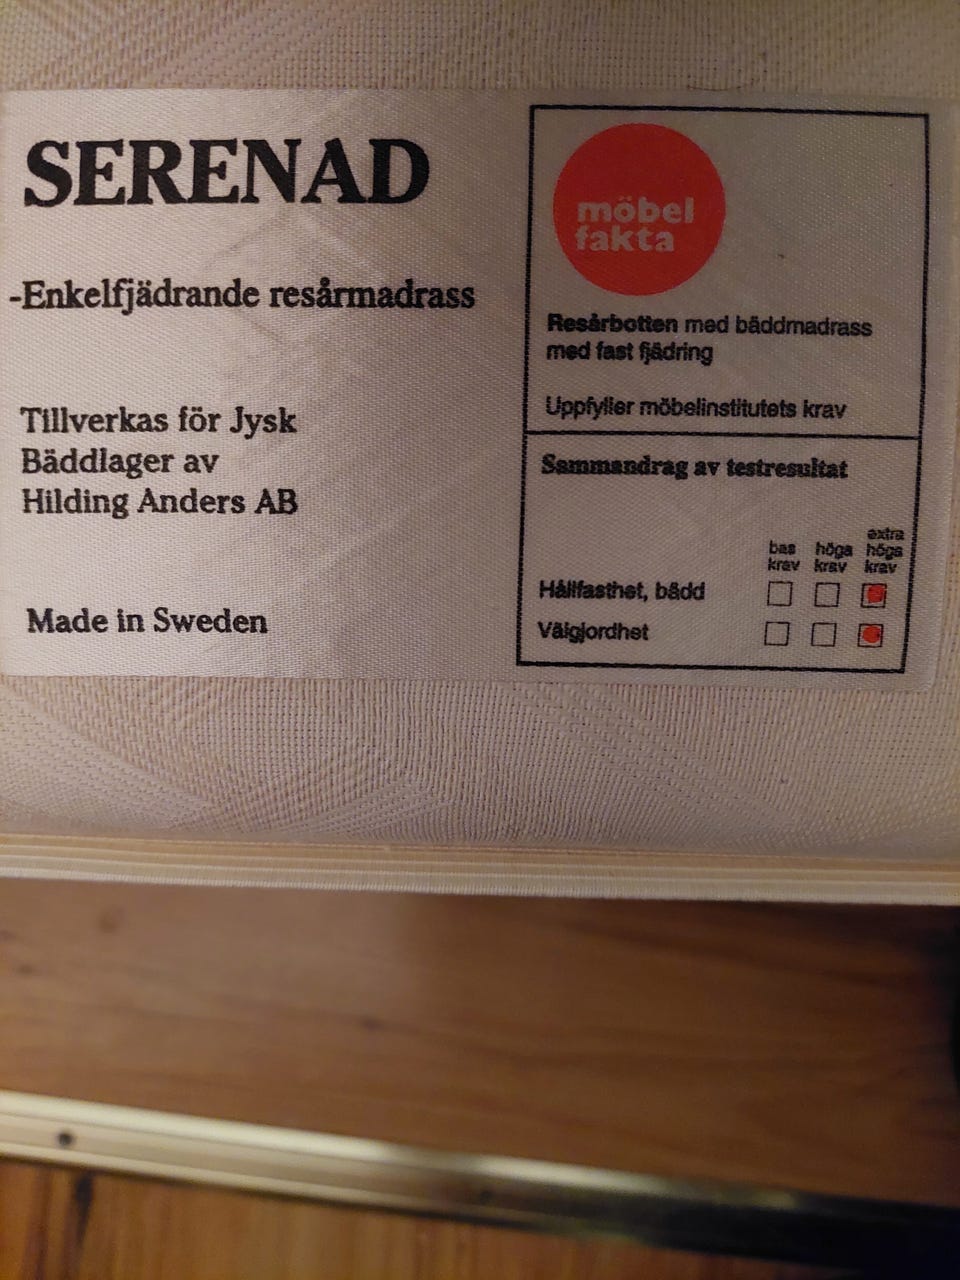 SERENAD
-Enkelfjädrande resårmadrass
Tillverkas för Jysk
Bäddlager av
Hilding Anders AB
Made in Sweden
möbel
fakta
Resårbotten med bäddmadrass
med fast fjädring
Uppfyller möbelinstitutets krav
Sammandrag av testresultat
bas krav
höga krav
extra höga krav
Hållfasthet, bädd
Välgjordhet